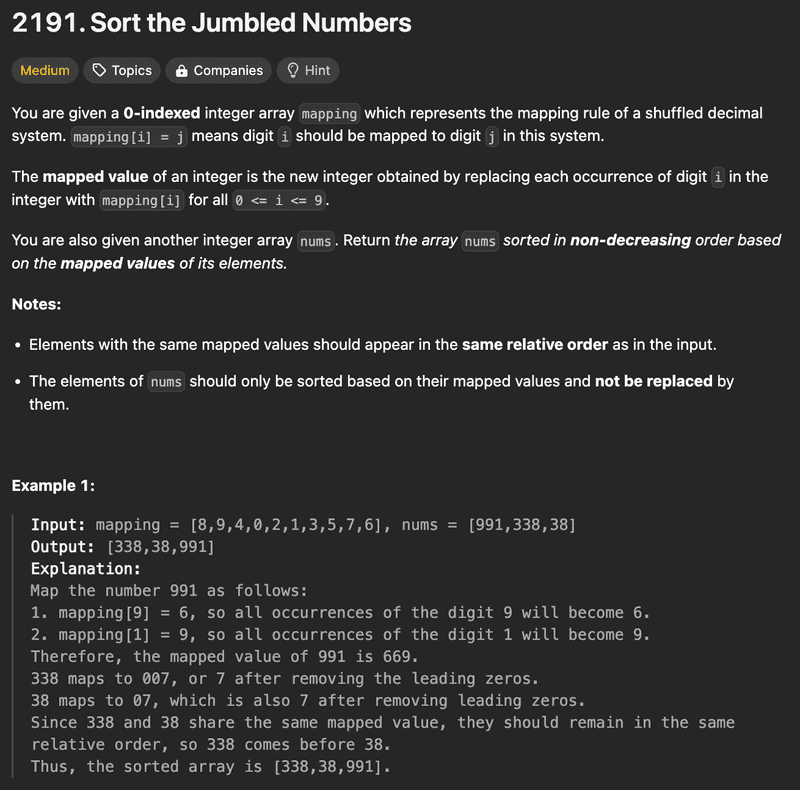 2191. Sort the Jumbled Numbers
Medium Topics Companies Hint
You are given a 0-indexed integer array mapping which represents the mapping rule of a shuffled decimal
system. mapping[i] = j means digit i should be mapped to digit j in this system.
The mapped value of an integer is the new integer obtained by replacing each occurrence of digit i in the
integer with mapping[i] for all 0 <= i <= 9.
You are also given another integer array nums. Return the array nums sorted in non-decreasing order based
on the mapped values of its elements.
Notes:
• Elements with the same mapped values should appear in the same relative order as in the input.
• The elements of nums should only be sorted based on their mapped values and not be replaced by
them.
Example 1:
Input: mapping = [8,9,4,0,2,1,3,5,7,6], nums = [991,338,38]
Output: [338,38,991]
Explanation:
Map the number 991 as follows:
1. mapping[9] = 6, so all occurrences of the digit 9 will become 6.
2. mapping[1] = 9, so all occurrences of the digit 1 will become 9.
Therefore, the mapped value of 991 is 669.
338 maps to 007, or 7 after removing the leading zeros.
38 maps to 07, which is also 7 after removing leading zeros.
Since 338 and 38 share the same mapped value, they should remain in the same
relative order, so 338 comes before 38.
Thus, the sorted array is [338,38,991].